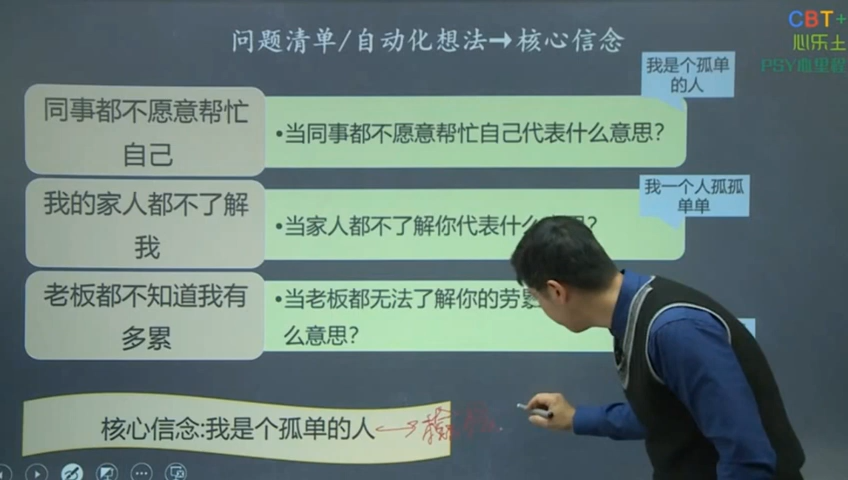 CBT+
心乐土
PSY心里程
问题清单/自动化想法→核心信念
我是个孤单
的人
同事都不愿意帮忙
自己
•当同事都不愿意帮忙自己代表什么意思？
我一个人孤孤
单单
我的家人都不了解
我
•当家人都不了解你代表什
？
老板都不知道我有
多累
•当老板都无法了解你的劳
么意思？
核心信念:我是个孤单的人